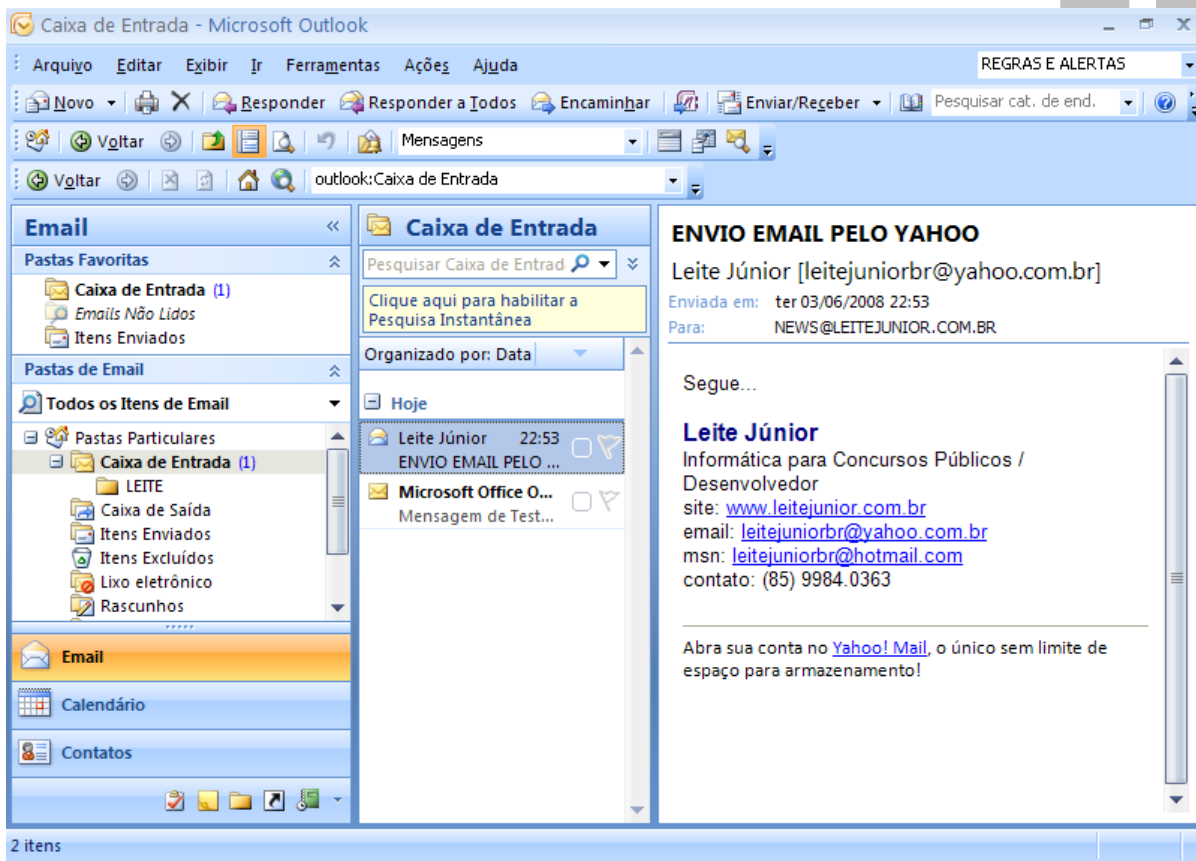 Caixa de Entrada - Microsoft Outlook
Arquivo Editar Exibir Ir Ferramentas Ações Ajuda REGRAS E ALERTAS
Novo Responder Responder a Todos Encaminhar Enviar/Receber Pesquisar cat. de end.
Voltar Mensagens
Voltar outlook:Caixa de Entrada
Email «
Pastas Favoritas
Caixa de Entrada (1)
Emails Não Lidos
Itens Enviados
Pastas de Email
Todos os Itens de Email
Pastas Particulares
Caixa de Entrada (1)
LEITE
Caixa de Saída
Itens Enviados
Itens Excluídos
Lixo eletrônico
Rascunhos
Email
Calendário
Contatos
Caixa de Entrada
Pesquisar Caixa de Entrad
Clique aqui para habilitar a
Pesquisa Instantânea
Organizado por: Data
Hoje
Leite Júnior 22:53
ENVIO EMAIL PELO ...
Microsoft Office O...
Mensagem de Test...
ENVIO EMAIL PELO YAHOO
Leite Júnior [leitejuniorbr@yahoo.com.br]
Enviada em: ter 03/06/2008 22:53
Para: NEWS@LEITEJUNIOR.COM.BR
Segue...
Leite Júnior
Informática para Concursos Públicos /
Desenvolvedor
site: www.leitejunior.com.br
email: leitejuniorbr@yahoo.com.br
msn: leitejuniorbr@hotmail.com
contato: (85) 9984.0363
Abra sua conta no Yahoo! Mail, o único sem limite de
espaço para armazenamento!
2 itens